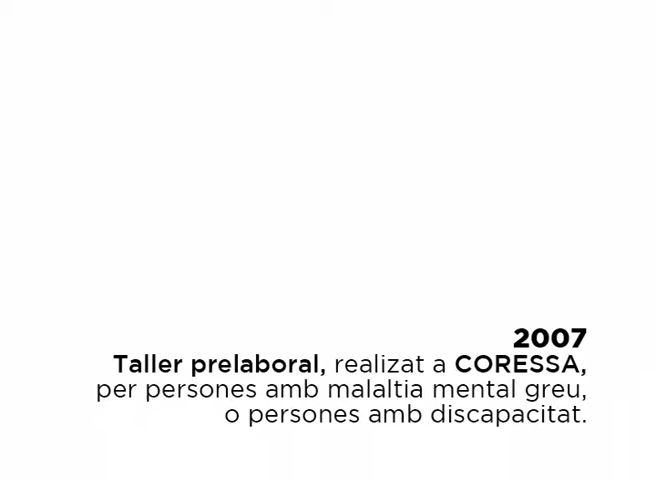 2007
Taller prelaboral, realizat a CORESSA,
per persones amb malaltia mental greu,
o persones amb discapacitat.